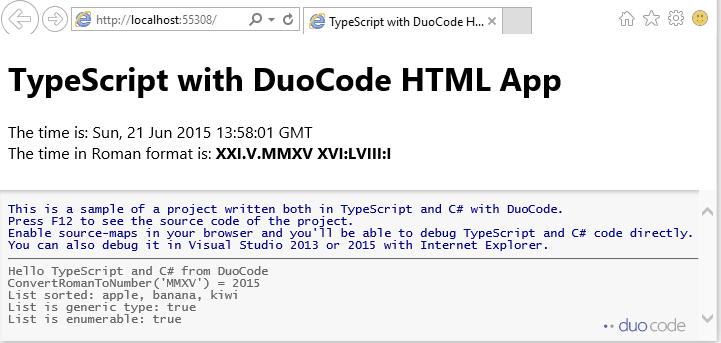 http://localhost:55308/
TypeScript with DuoCode H...
TypeScript with DuoCode HTML App
The time is: Sun, 21 Jun 2015 13:58:01 GMT
The time in Roman format is: XXI.V.MMXV XVI:LVIII:I
This is a sample of a project written both in TypeScript and C# with DuoCode.
Press F12 to see the source code of the project.
Enable source-maps in your browser and you'll be able to debug TypeScript and C# code directly.
You can also debug it in Visual Studio 2013 or 2015 with Internet Explorer.
Hello TypeScript and C# from DuoCode
ConvertRomanToNumber('MMXV') = 2015
List sorted: apple, banana, kiwi
List is generic type: true
List is enumerable: true
duocode